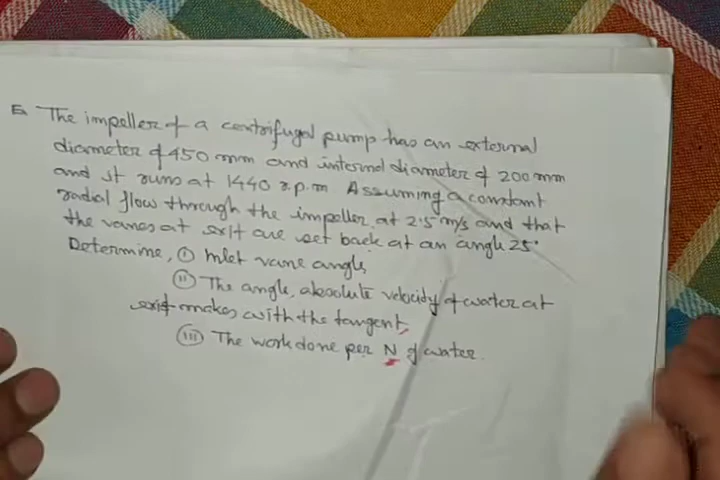 Ex The impeller of a centrifugal pump has an external
diameter of 450 mm and internal diameter of 200 mm
and it runs at 1440 r.p.m Assuming a constant
radial flow through the impeller at 2.5 m/s and that
the vanes at exit are set back at an angle 25°
Determine, (i) Inlet vane angle,
(ii) The angle, absolute velocity of water at
exit makes with the tangent,
(iii) The workdone per N of water.